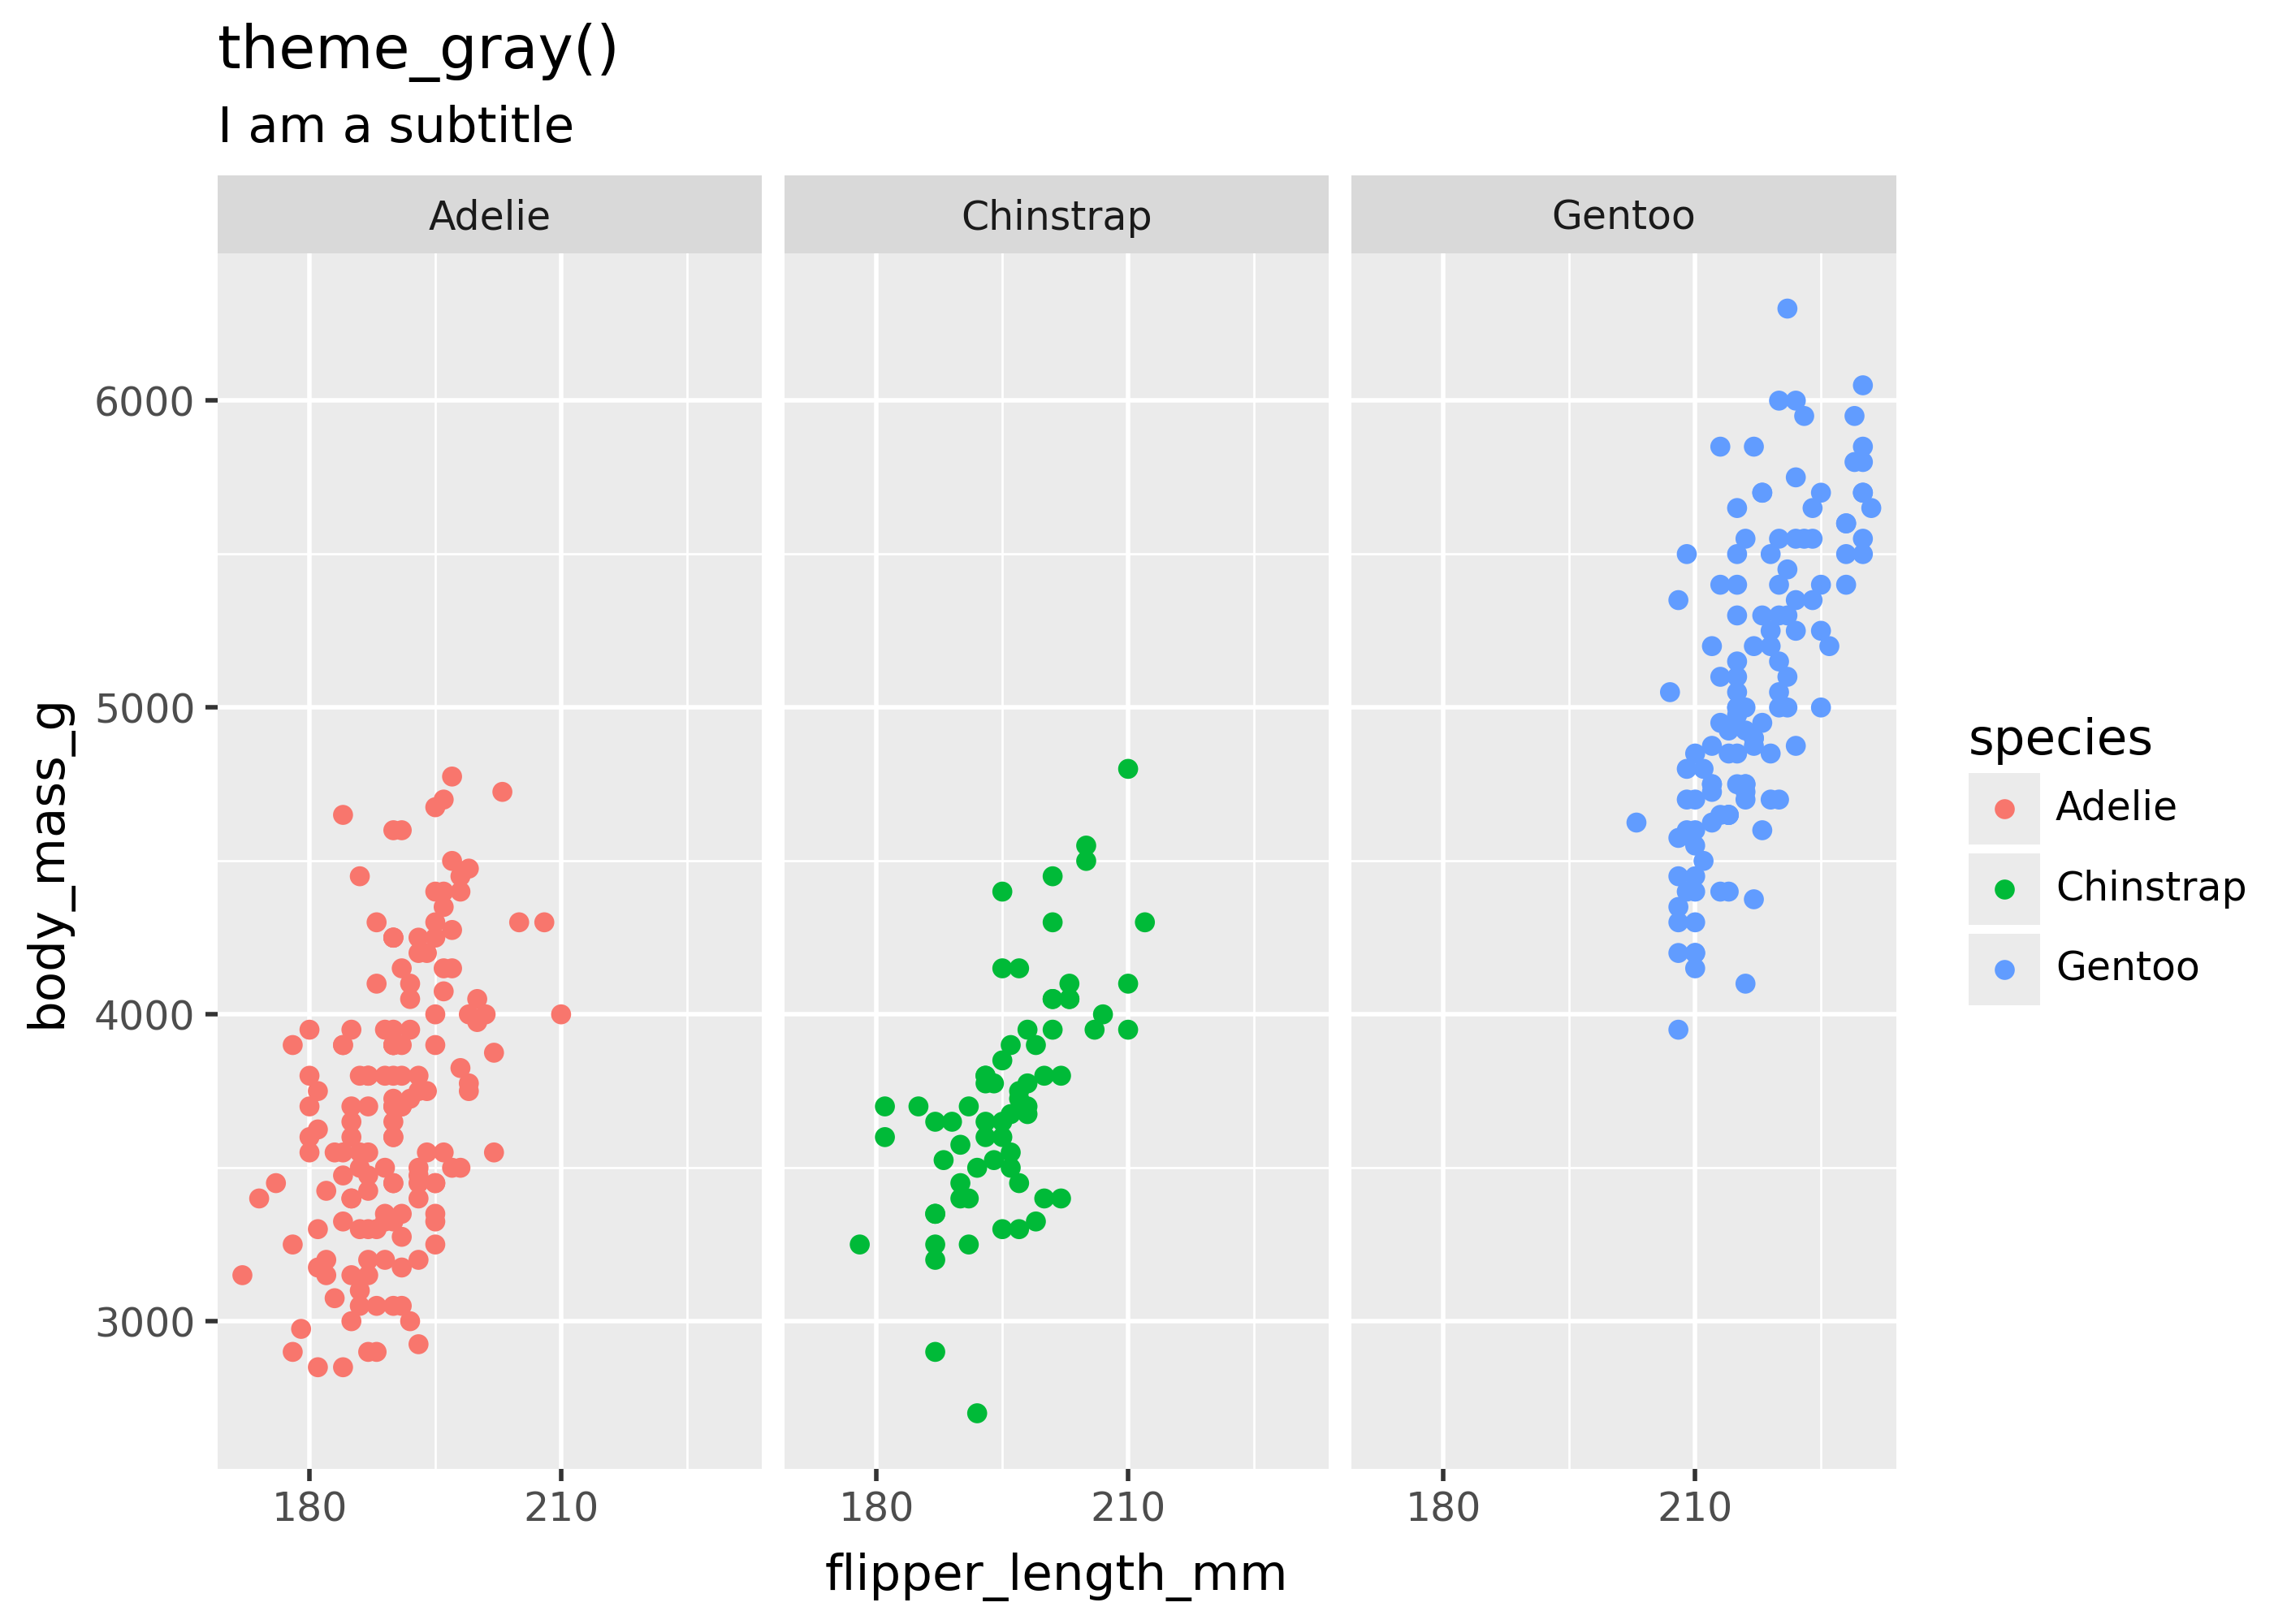 theme_gray()
I am a subtitle
Adelie Chinstrap Gentoo
body_mass_g
6000
5000
4000
3000
180 210 180 210 180 210
flipper_length_mm
species
Adelie
Chinstrap
Gentoo